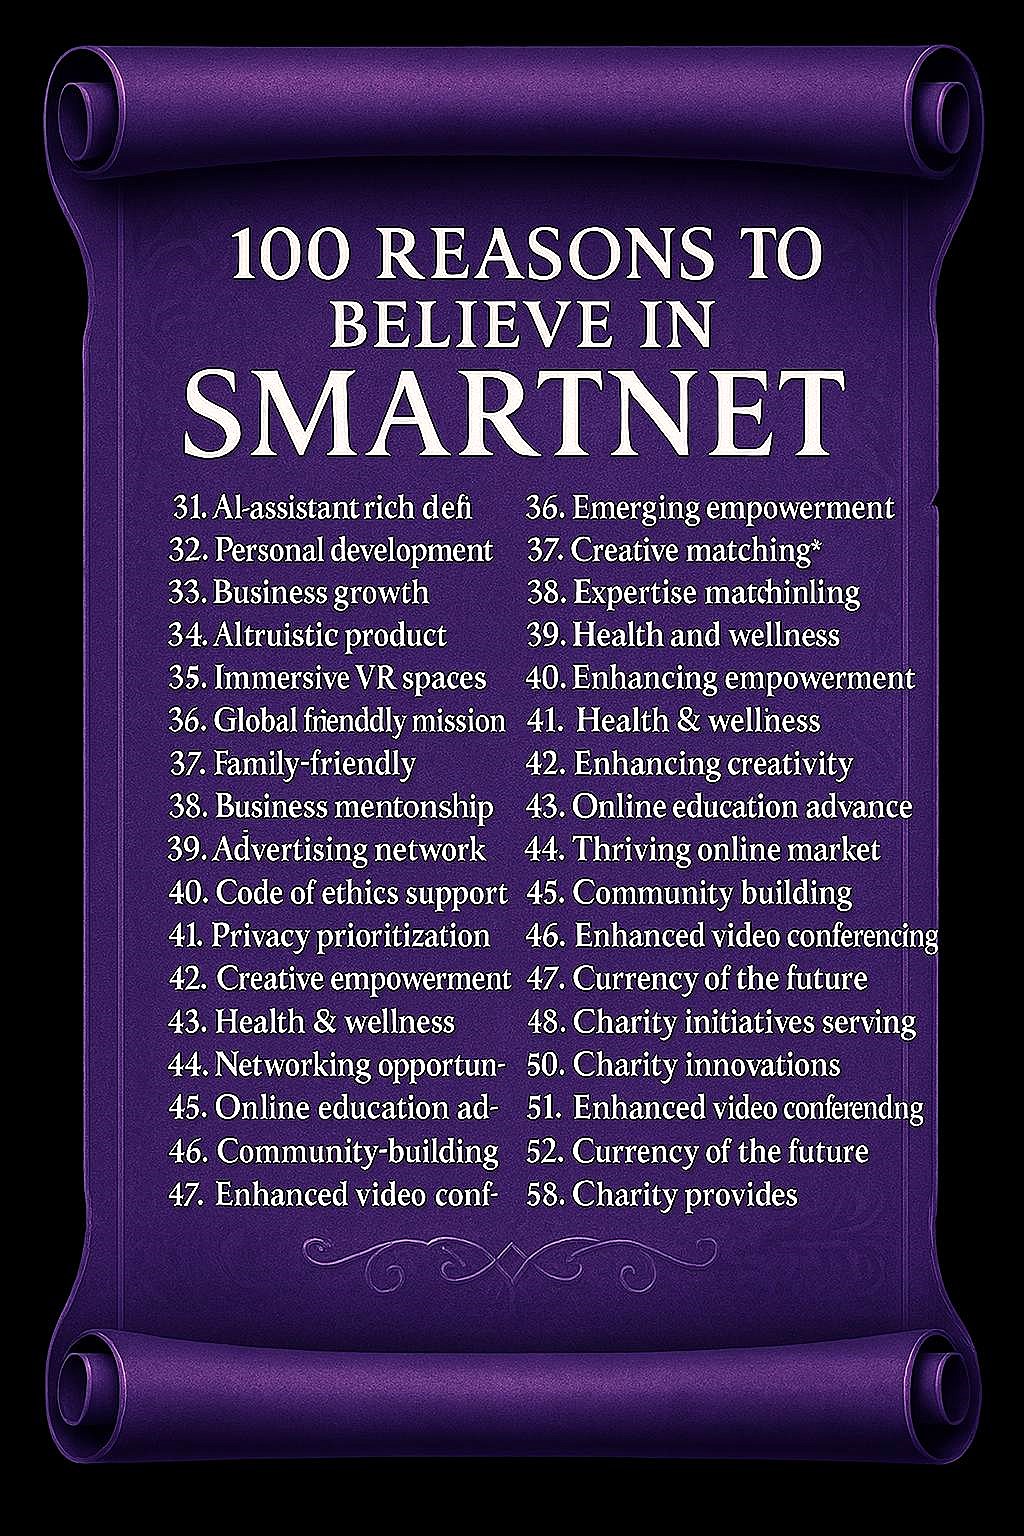 100 REASONS TO
BELIEVE IN
SMARTNET
31. AI-assistant rich defi
32. Personal development
33. Business growth
34. Altruistic product
35. Immersive VR spaces
36. Global frienddly mission
37. Family-friendly
38. Business mentonship
39. Advertising network
40. Code of ethics support
41. Privacy prioritization
42. Creative empowerment
43. Health & wellness
44. Networking opportun-
45. Online education ad-
46. Community-building
47. Enhanced video conf-
36. Emerging empowerment
37. Creative matching*
38. Expertise matchinling
39. Health and wellness
40. Enhancing empowerment
41. Health & wellness
42. Enhancing creativity
43. Online education advance
44. Thriving online market
45. Community building
46. Enhanced video conferencing
47. Currency of the future
48. Charity initiatives serving
50. Charity innovations
51. Enhanced video conferendng
52. Currency of the future
58. Charity provides